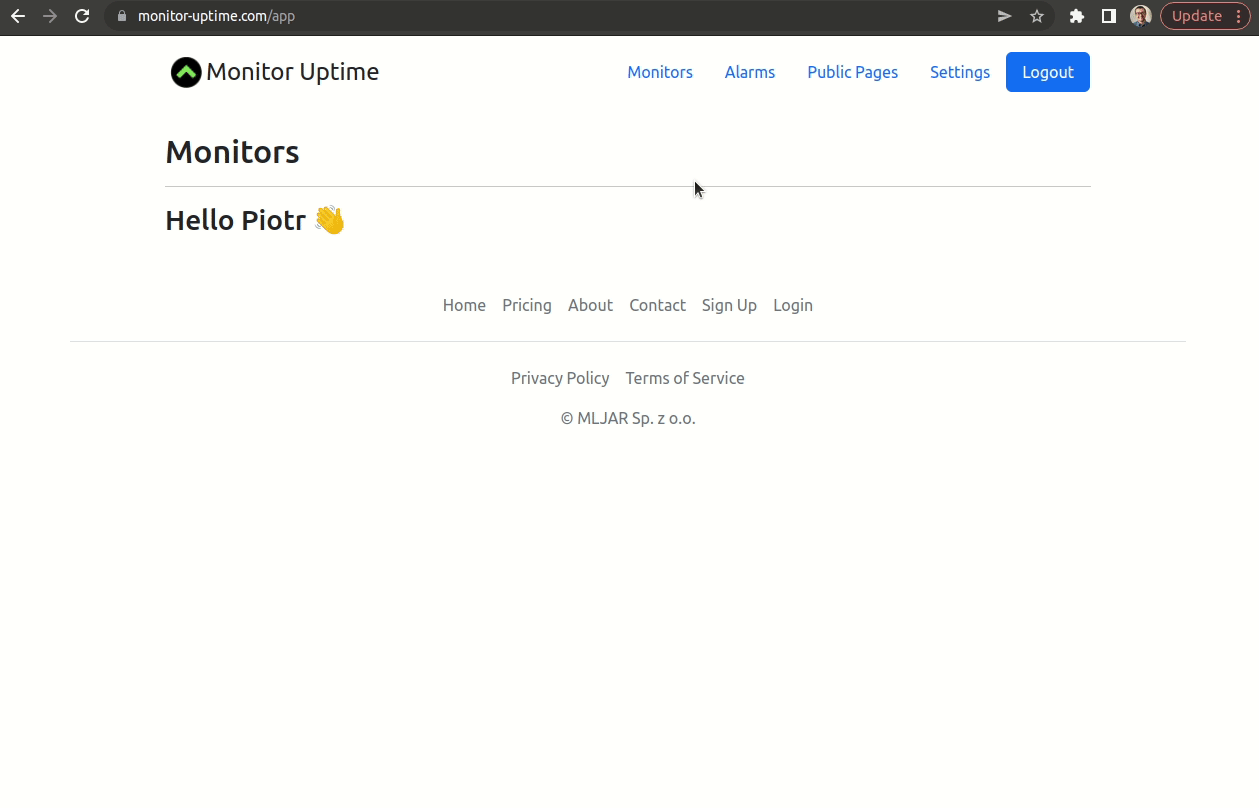 monitor-uptime.com/app Update
Monitor Uptime Monitors Alarms Public Pages Settings Logout
Monitors
Hello Piotr 👋
Home Pricing About Contact Sign Up Login
Privacy Policy Terms of Service
© MLJAR Sp. z o.o.